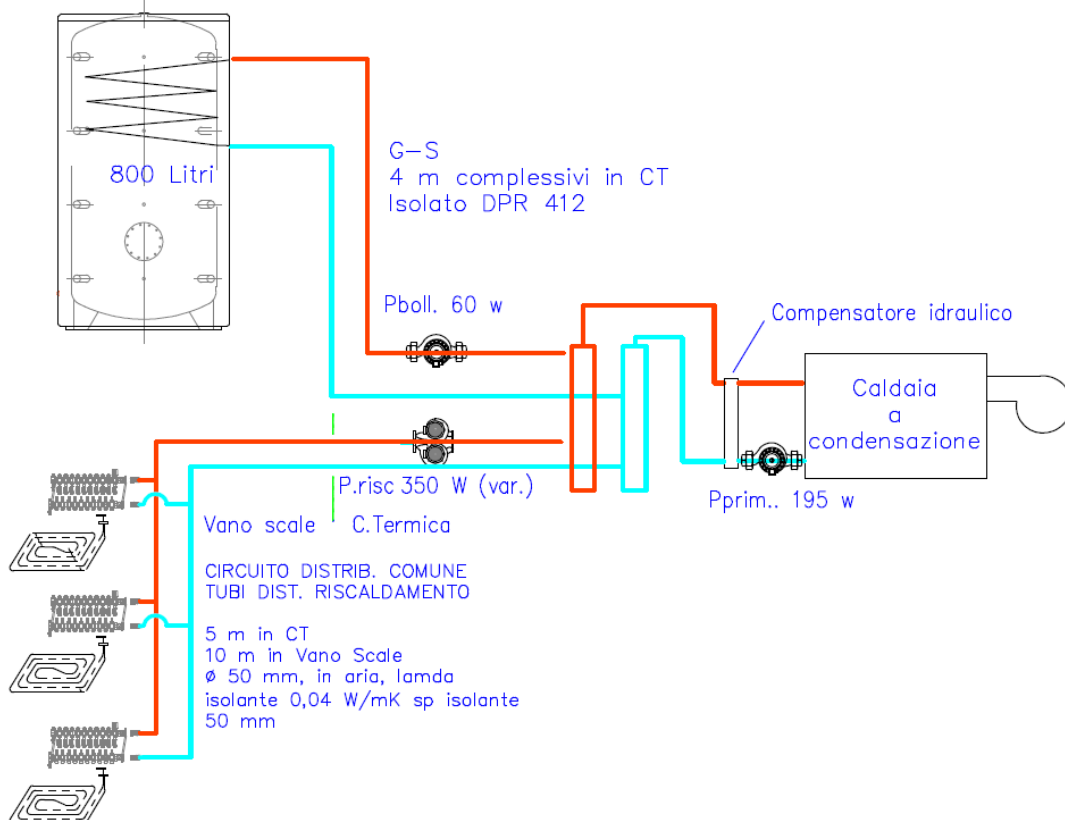 800 Litri
G-S
4 m complessivi in CT
Isolato DPR 412
Pboll. 60 w
Compensatore idraulico
Caldaia
a
condensazione
P.risc 350 W (var.)
Pprim.. 195 w
Vano scale
C.Termica
CIRCUITO DISTRIB. COMUNE
TUBI DIST. RISCALDAMENTO
5 m in CT
10 m in Vano Scale
ø 50 mm, in aria, lamda
isolante 0,04 W/mK sp isolante
50 mm